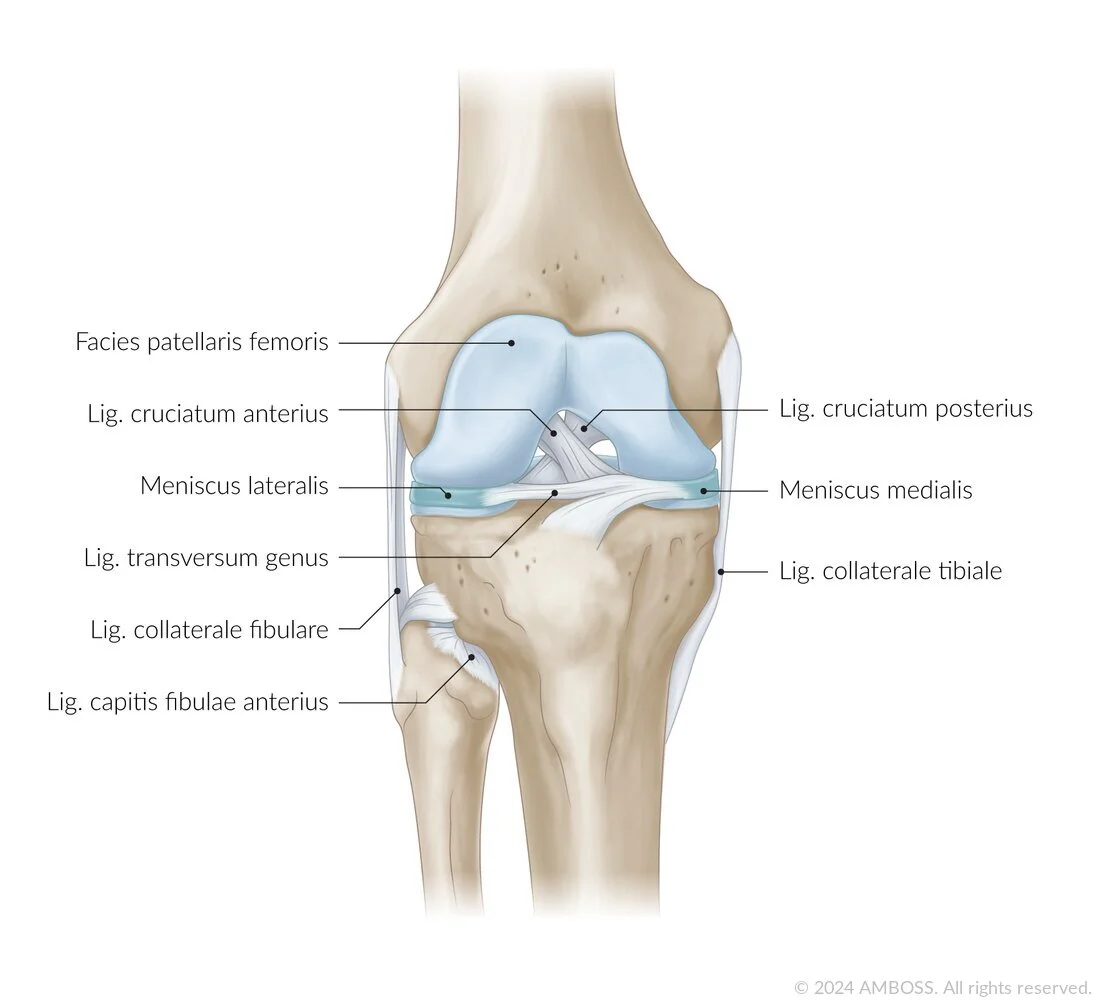 Facies patellaris femoris
Lig. cruciatum anterius
Lig. cruciatum posterius
Meniscus lateralis
Meniscus medialis
Lig. transversum genus
Lig. collaterale tibiale
Lig. collaterale fibulare
Lig. capitis fibulae anterius
© 2024 AMBOSS. All rights reserved.